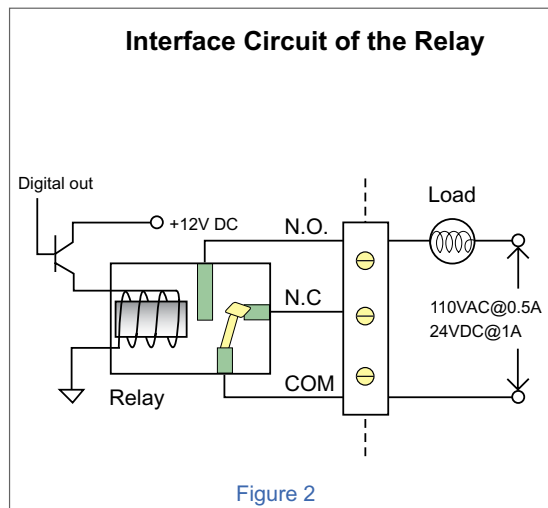 Interface Circuit of the Relay
Digital out
+12V DC
N.O.
Load
N.C
110VAC@0.5A
24VDC@1A
COM
Relay
Figure 2